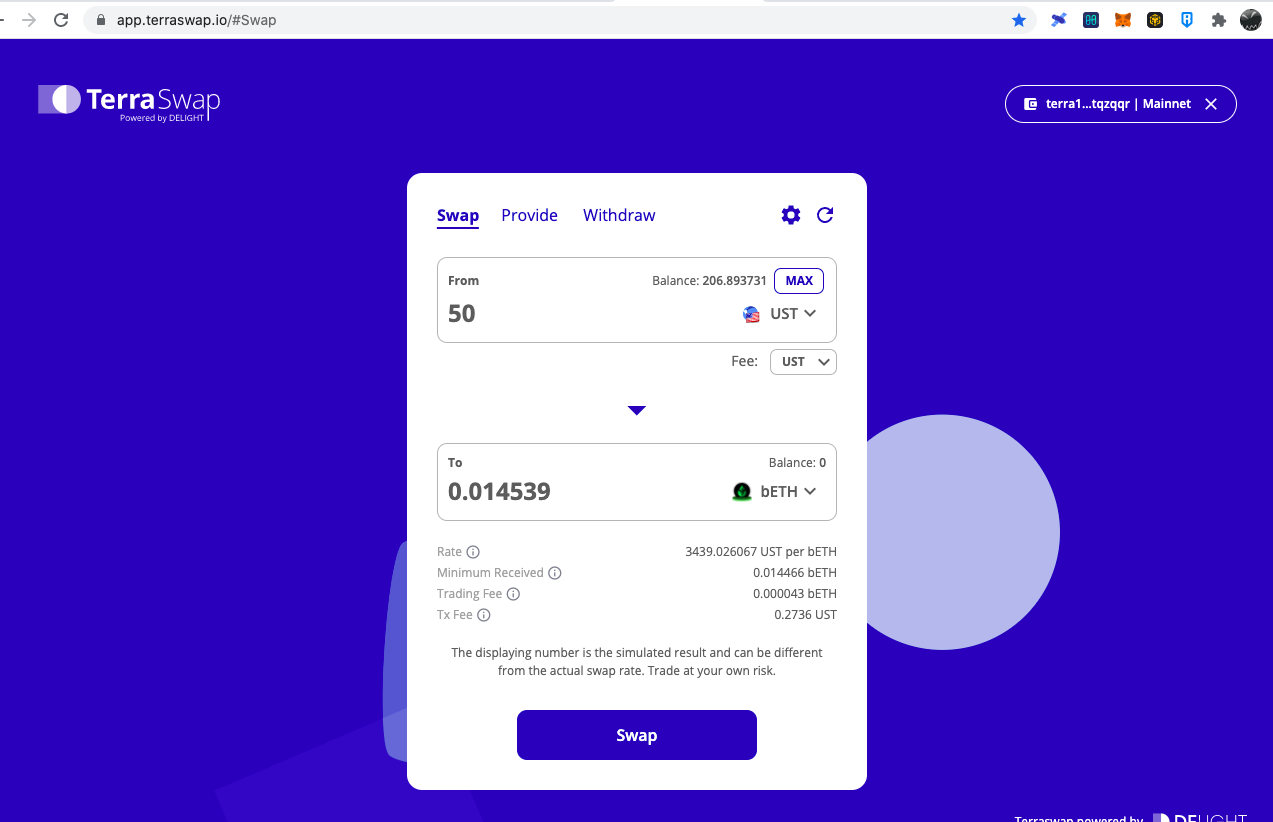 app.terraswap.io/#Swap
TerraSwap
Powered by DELIGHT
terra1...tqzqqr | Mainnet
Swap Provide Withdraw
From Balance: 206.893731 MAX
50 UST
Fee: UST
To Balance: 0
0.014539 bETH
Rate 3439.026067 UST per bETH
Minimum Received 0.014466 bETH
Trading Fee 0.000043 bETH
Tx Fee 0.2736 UST
The displaying number is the simulated result and can be different
from the actual swap rate. Trade at your own risk.
Swap
Terraswap powered by DELIGHT